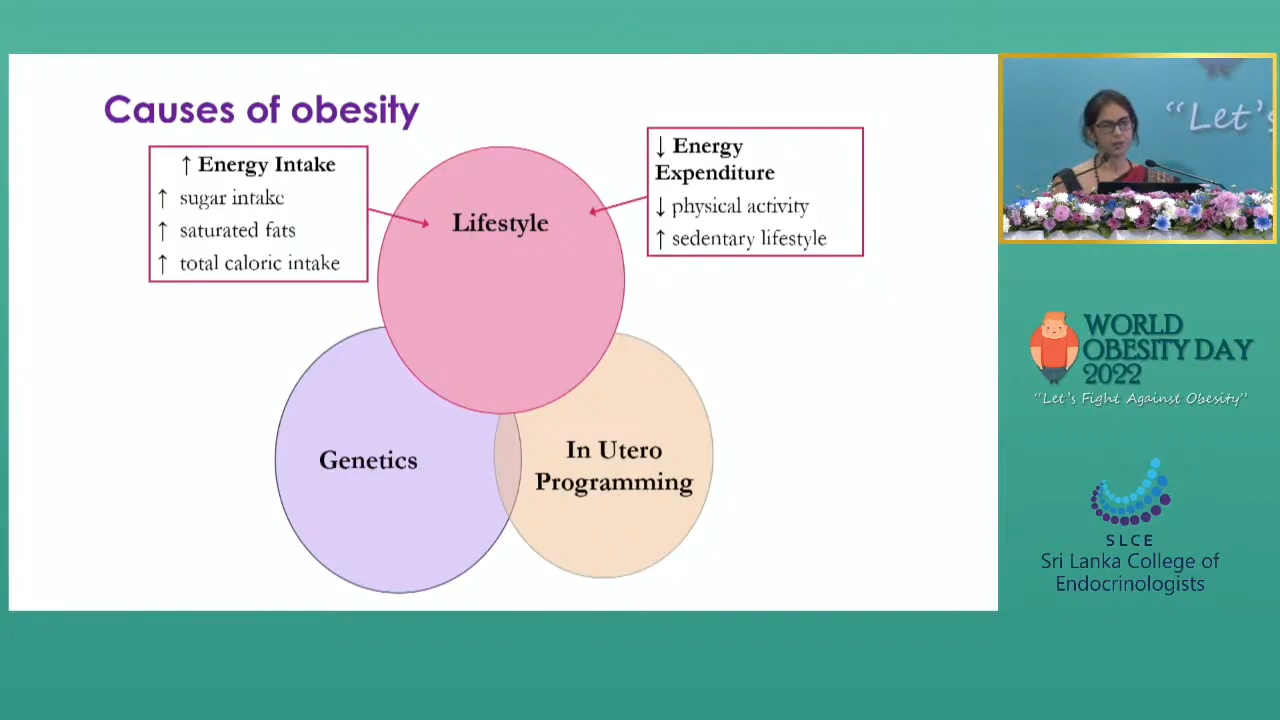 Causes of obesity
↑ Energy Intake
↑ sugar intake
↑ saturated fats
↑ total caloric intake
↓ Energy
Expenditure
↓ physical activity
↑ sedentary lifestyle
Lifestyle
Genetics
In Utero
Programming
“Let’s
WORLD
OBESITY DAY
2022
“Let’s Fight Against Obesity”
SLCE
Sri Lanka College of
Endocrinologists